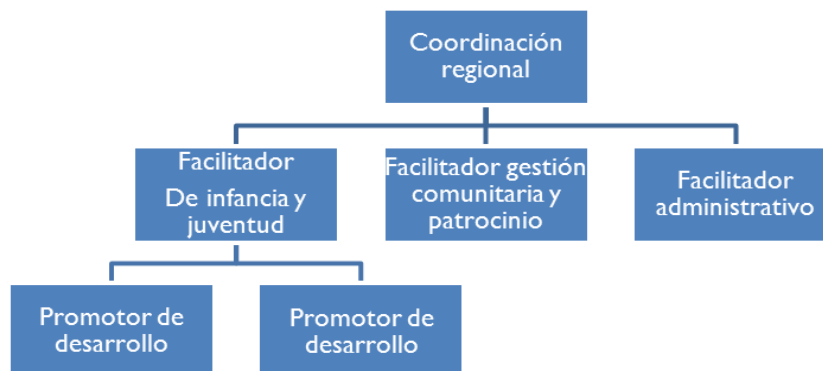 Coordinación
regional
Facilitador
De infancia y
juventud
Facilitador gestión
comunitaria y
patrocinio
Facilitador
administrativo
Promotor de
desarrollo
Promotor de
desarrollo